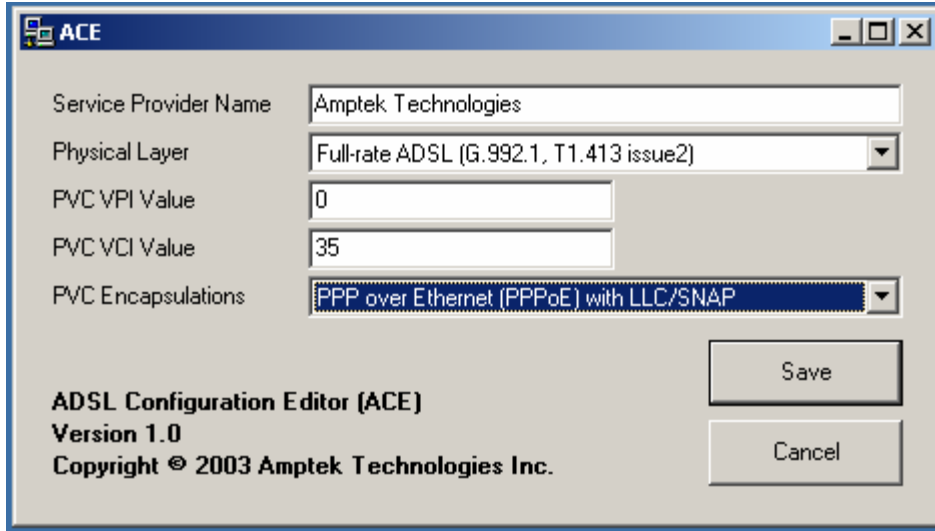 ACE
Service Provider Name Amptek Technologies
Physical Layer Full-rate ADSL (G.992.1, T1.413 issue2)
PVC VPI Value 0
PVC VCI Value 35
PVC Encapsulations PPP over Ethernet (PPPoE) with LLC/SNAP
Save
ADSL Configuration Editor (ACE)
Version 1.0
Copyright © 2003 Amptek Technologies Inc.
Cancel